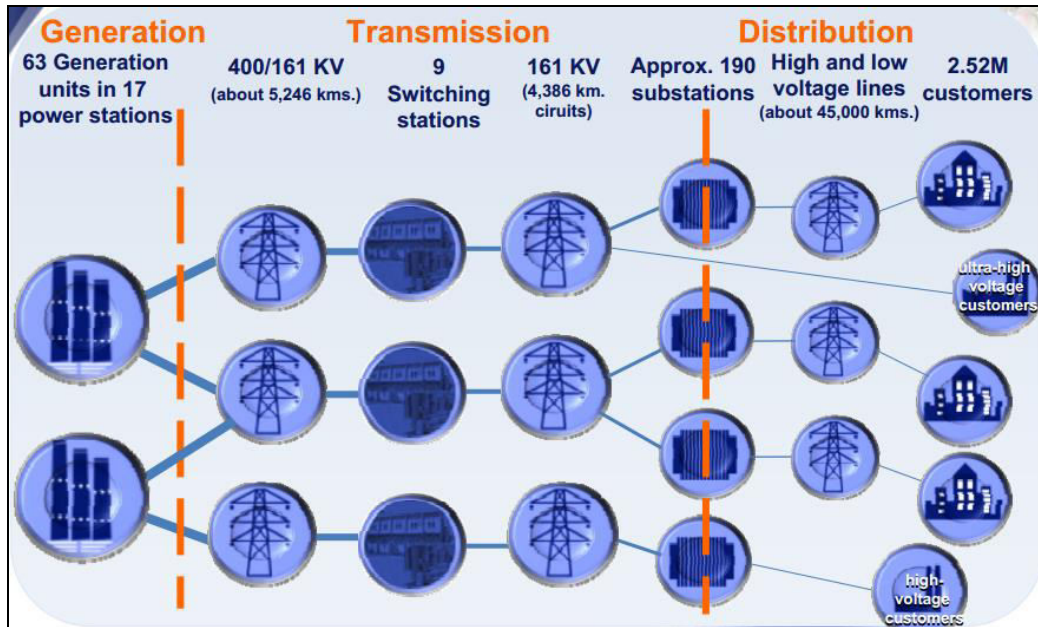 Generation
Transmission
Distribution
63 Generation
units in 17
power stations
400/161 KV
(about 5,246 kms.)
9
Switching
stations
161 KV
(4,386 km.
ciruits)
Approx. 190
substations
High and low
voltage lines
(about 45,000 kms.)
2.52M
customers
ultra-high
voltage
customers
high-
voltage
customers